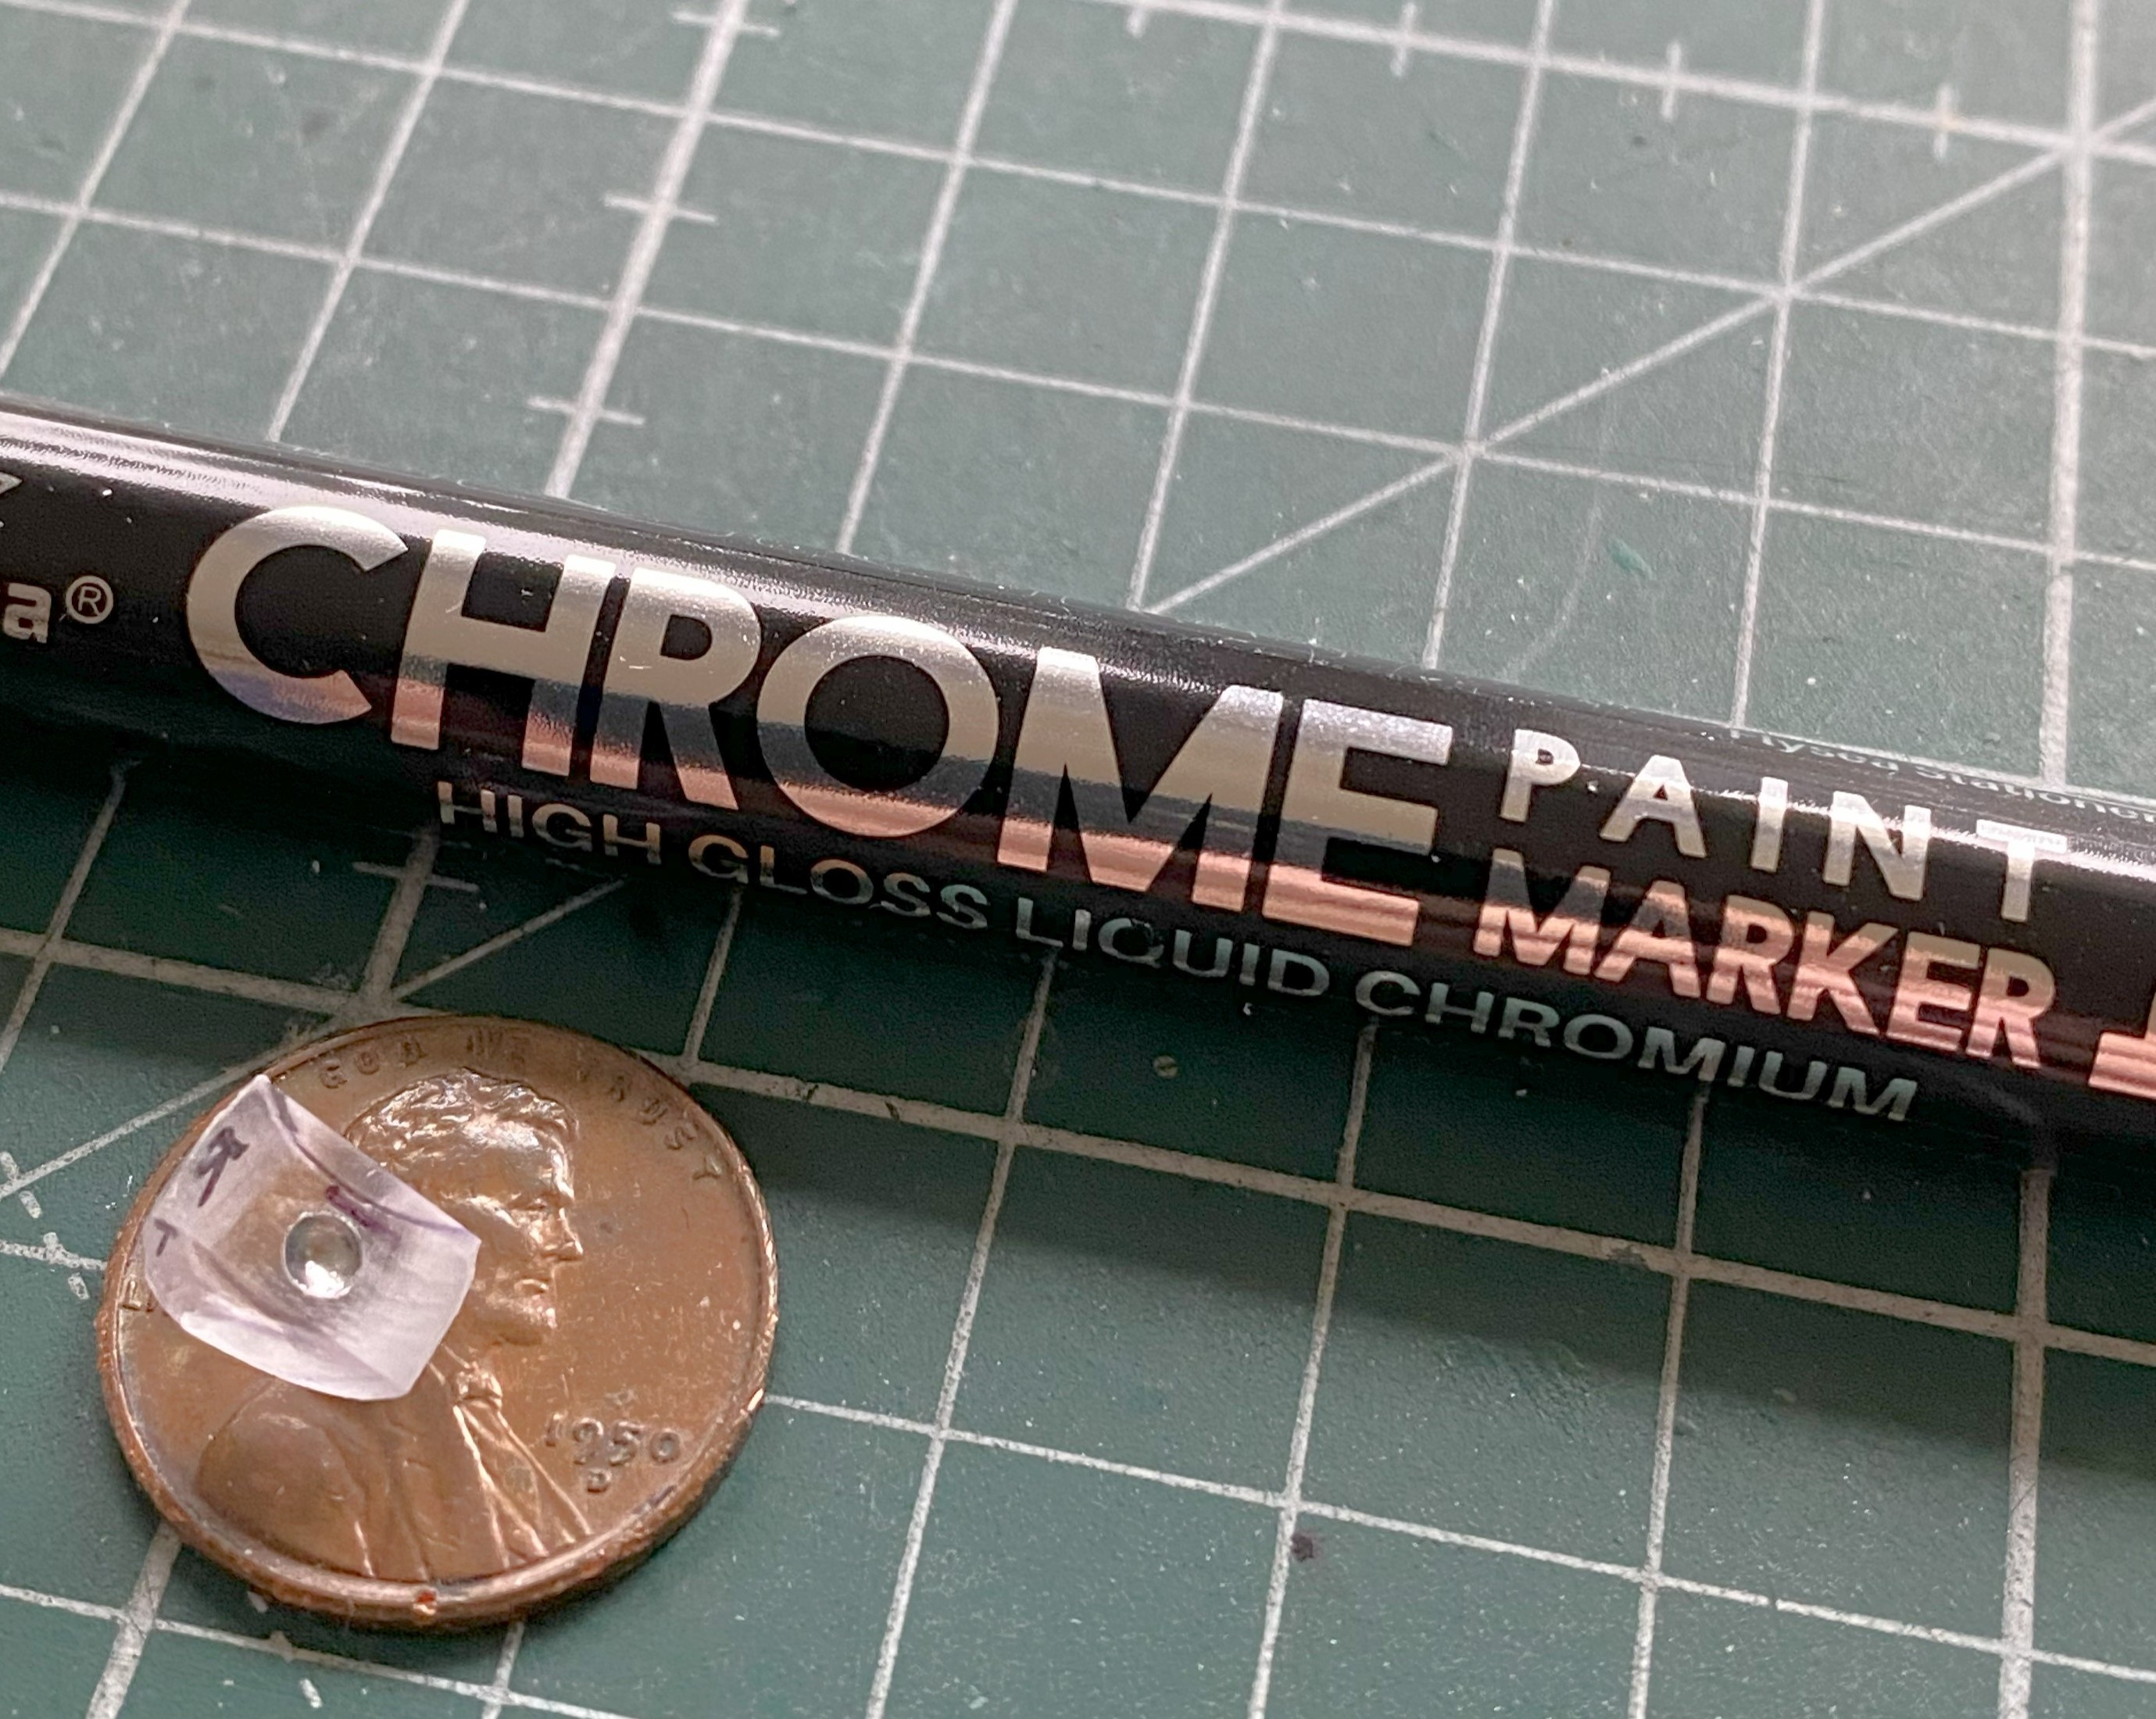 a®
CHROME
PAINT
MARKER
HIGH GLOSS LIQUID CHROMIUM
GOD WE TRUST
1950
D